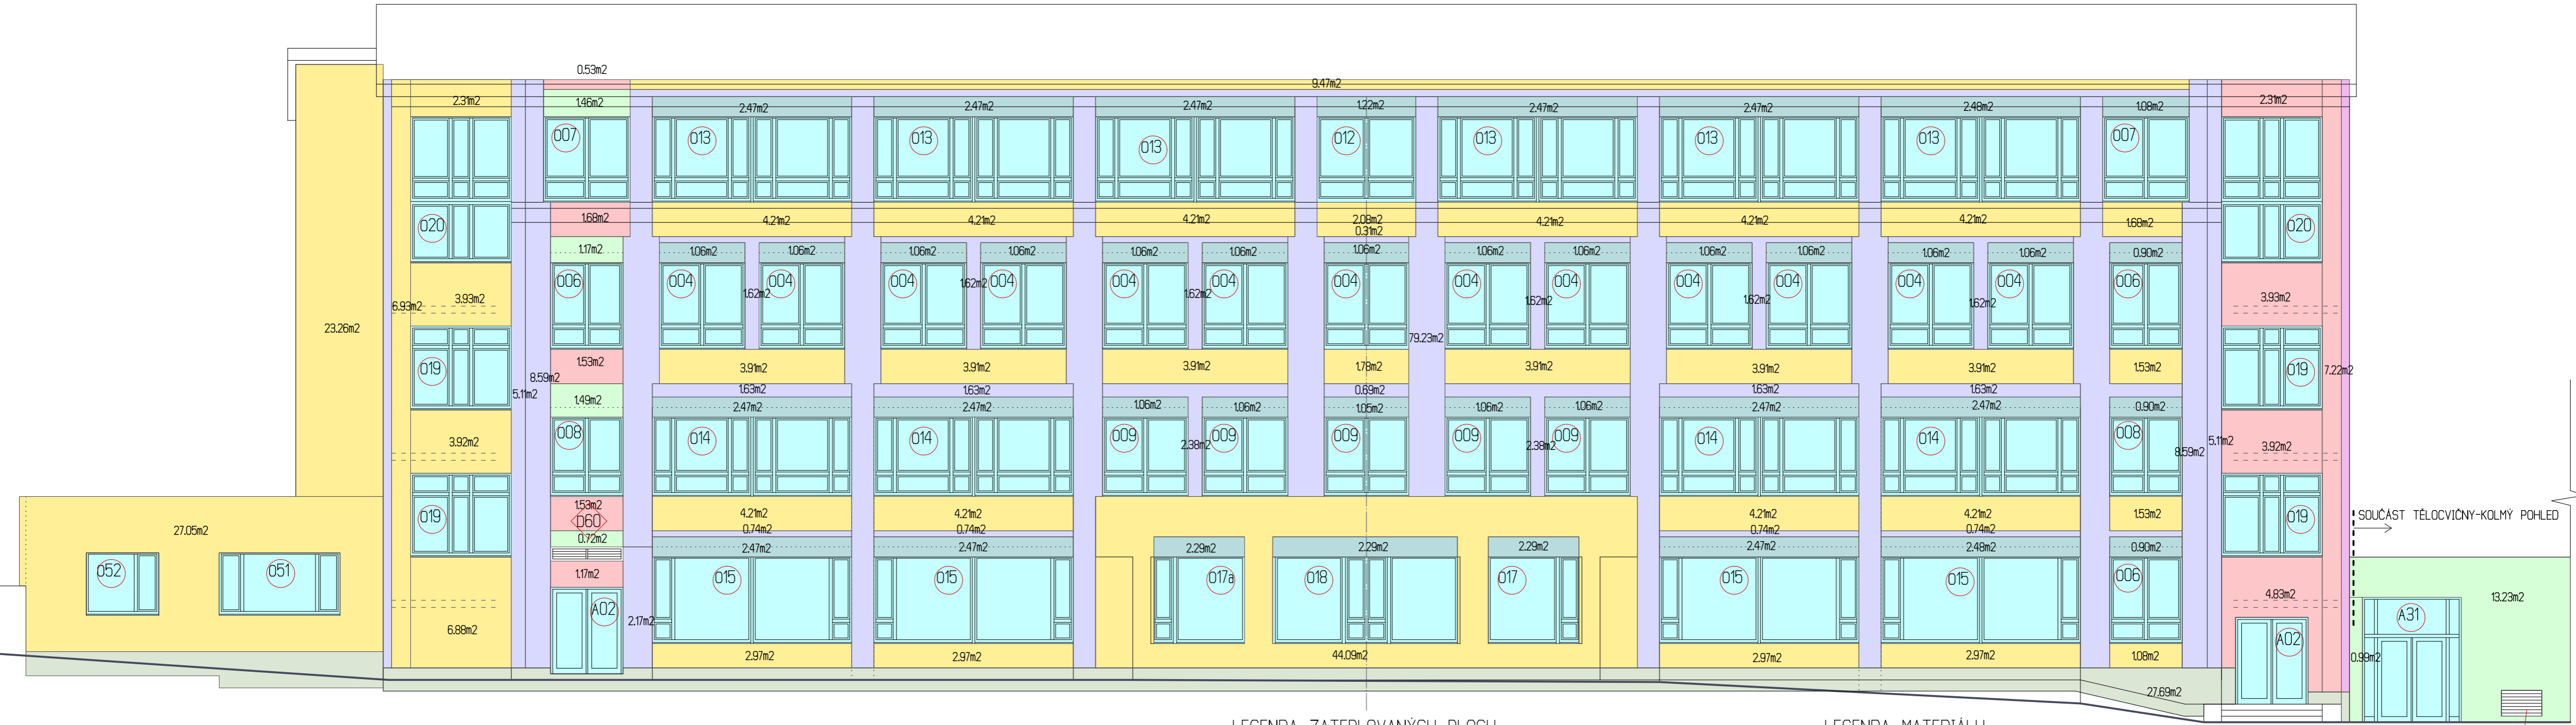 0.53m2
9.47m2
2.31m2 1.46m2 2.47m2 2.47m2 2.47m2 1.22m2 2.47m2 2.47m2 2.48m2 1.08m2 2.31m2
007 013 013 013 012 013 013 013 007
1.68m2 4.21m2 4.21m2 4.21m2 2.08m2 4.21m2 4.21m2 4.21m2 1.68m2
020 0.31m2 020
1.17m2 1.06m2 1.06m2 1.06m2 1.06m2 1.06m2 1.06m2 1.06m2 1.06m2 1.06m2 1.06m2 1.06m2 1.06m2 1.06m2 0.90m2
006 004 004 004 004 004 004 004 004 004 004 004 004 004 006
6.93m2 3.93m2 1.62m2 1.62m2 1.62m2 1.62m2 1.62m2 1.62m2 3.93m2
23.26m2 79.23m2
019 1.53m2 3.91m2 3.91m2 3.91m2 1.78m2 3.91m2 3.91m2 3.91m2 1.53m2 019 7.22m2
5.11m2 8.59m2 1.63m2 1.63m2 0.69m2 1.63m2 1.63m2
1.49m2 2.47m2 2.47m2 1.06m2 1.06m2 1.05m2 1.06m2 1.06m2 2.47m2 2.47m2 0.90m2
3.92m2 008 014 014 009 009 009 009 009 014 014 008 5.11m2 3.92m2
2.38m2 2.38m2 8.59m2
019 1.53m2 4.21m2 4.21m2 4.21m2 4.21m2 1.53m2 019 SOUČÁST TĚLOCVIČNY-KOLMÝ POHLED
27.05m2 D60 0.74m2 0.74m2 0.74m2 0.74m2
0.72m2 2.47m2 2.47m2 2.29m2 2.29m2 2.29m2 2.47m2 2.48m2 0.90m2
052 051 1.17m2 015 015 017a 018 017 015 015 006 4.83m2 13.23m2
6.88m2 A02 2.17m2 A02 A31
2.97m2 2.97m2 44.09m2 2.97m2 2.97m2 1.08m2 0.99m2
27.69m2
LEGENDA ZATEPLOVANÝCH PLOCH LEGENDA MATERIÁLU